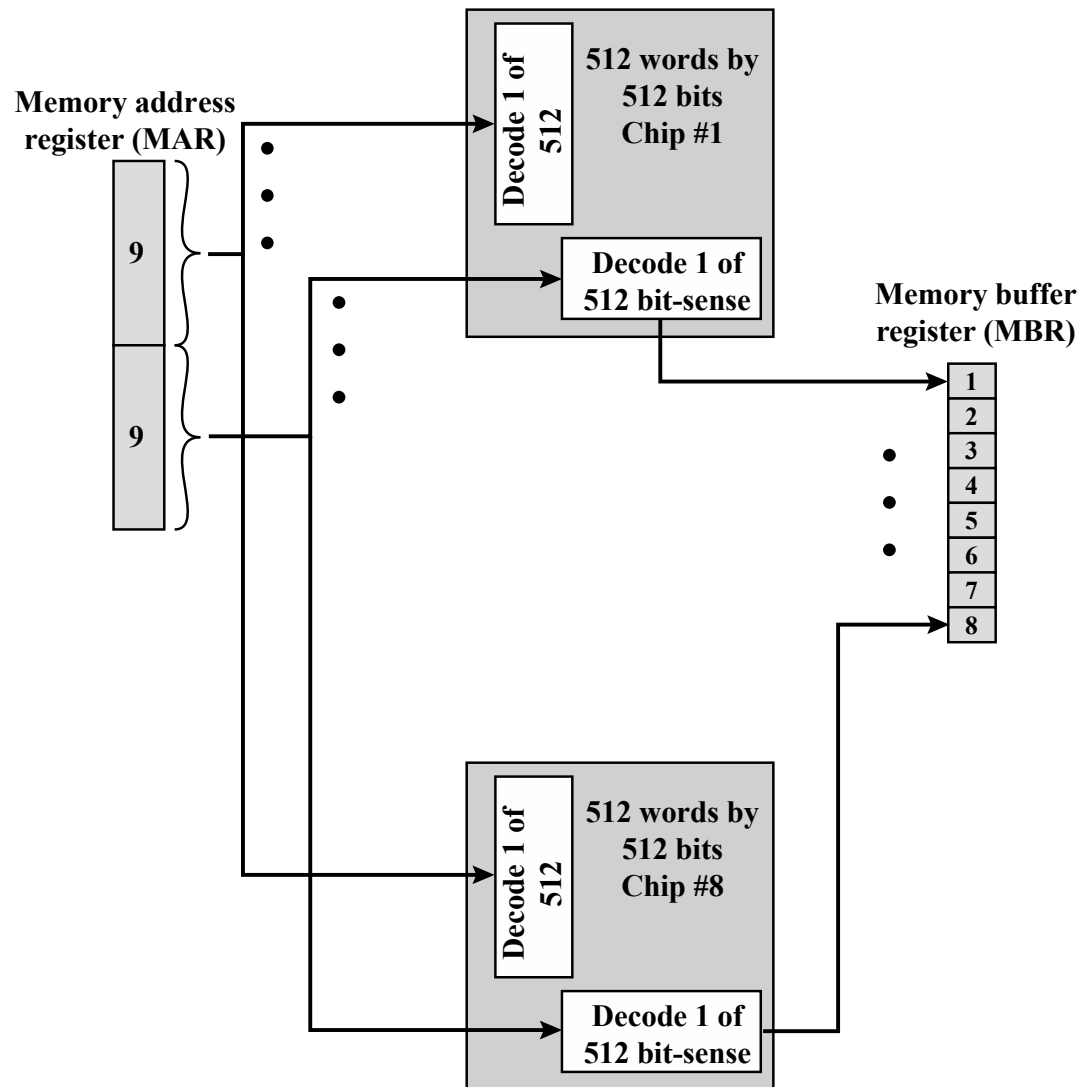 Memory address
register (MAR)
9
9
Decode 1 of
512
512 words by
512 bits
Chip #1
Decode 1 of
512 bit-sense
Memory buffer
register (MBR)
1
2
3
4
5
6
7
8
Decode 1 of
512
512 words by
512 bits
Chip #8
Decode 1 of
512 bit-sense